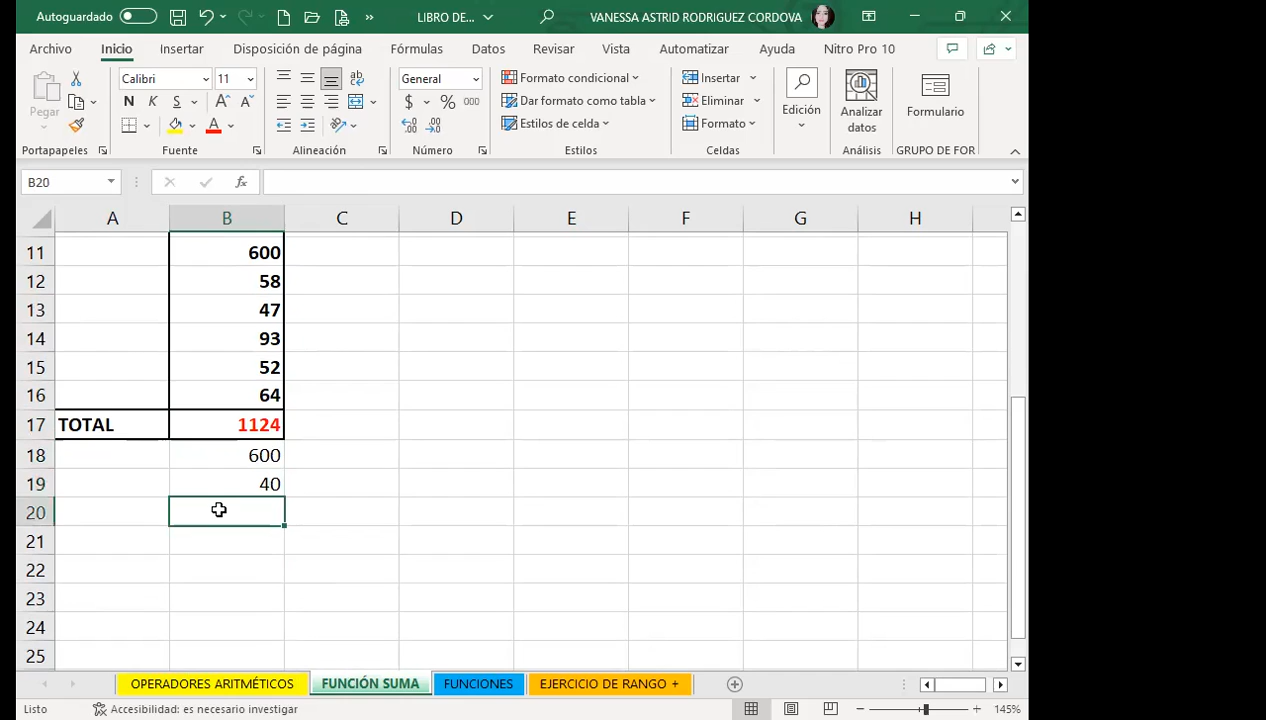 Autoguardado
LIBRO DE...
VANESSA ASTRID RODRIGUEZ CORDOVA
Archivo Inicio Insertar Disposición de página Fórmulas Datos Revisar Vista Automatizar Ayuda Nitro Pro 10
Pegar
Calibri 11
N K S
General
$ % 000
Formato condicional
Dar formato como tabla
Estilos de celda
Insertar
Eliminar
Formato
Edición
Analizar datos
Formulario
Portapapeles Fuente Alineación Número Estilos Celdas Análisis GRUPO DE FOR
B20 fx
A B C D E F G H
11 600
12 58
13 47
14 93
15 52
16 64
17 TOTAL 1124
18 600
19 40
20
21
22
23
24
25
OPERADORES ARITMÉTICOS FUNCIÓN SUMA FUNCIONES EJERCICIO DE RANGO +
Listo Accesibilidad: es necesario investigar 145%